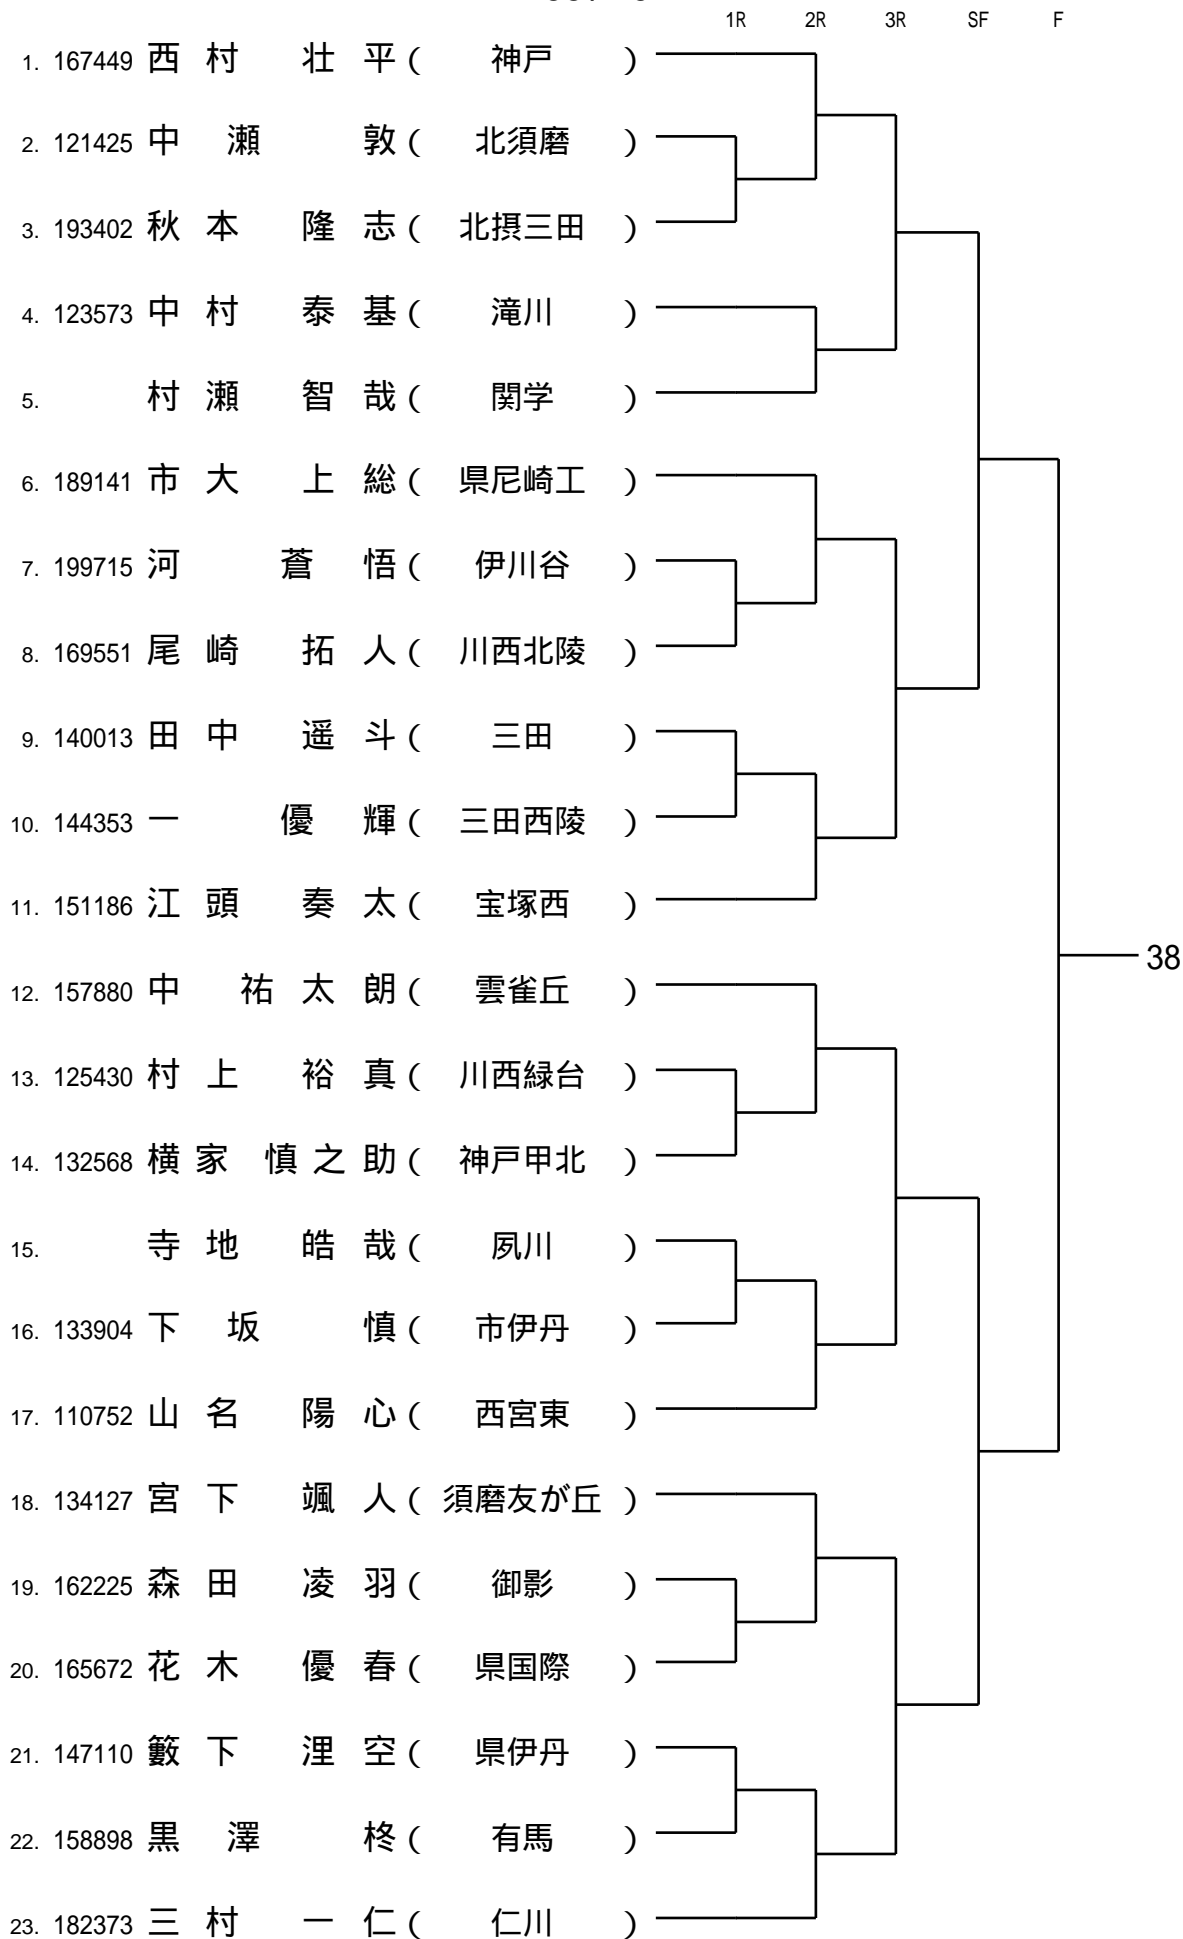 1R 2R 3R SF F
1. 167449 西村 壮平 ( 神戸 )
2. 121425 中瀬 敦 ( 北須磨 )
3. 193402 秋本 隆志 ( 北摂三田 )
4. 123573 中村 泰基 ( 滝川 )
5. 村瀬 智哉 ( 関学 )
6. 189141 市大 上総 ( 県尼崎工 )
7. 199715 河 蒼悟 ( 伊川谷 )
8. 169551 尾崎 拓人 ( 川西北陵 )
9. 140013 田中 遥斗 ( 三田 )
10. 144353 一 優輝 ( 三田西陵 )
11. 151186 江頭 奏太 ( 宝塚西 )
38
12. 157880 中 祐太朗 ( 雲雀丘 )
13. 125430 村上 裕真 ( 川西緑台 )
14. 132568 横家 慎之助 ( 神戸甲北 )
15. 寺地 皓哉 ( 夙川 )
16. 133904 下坂 慎 ( 市伊丹 )
17. 110752 山名 陽心 ( 西宮東 )
18. 134127 宮下 颯人 ( 須磨友が丘 )
19. 162225 森田 凌羽 ( 御影 )
20. 165672 花木 優春 ( 県国際 )
21. 147110 籔下 浬空 ( 県伊丹 )
22. 158898 黒澤 柊 ( 有馬 )
23. 182373 三村 一仁 ( 仁川 )